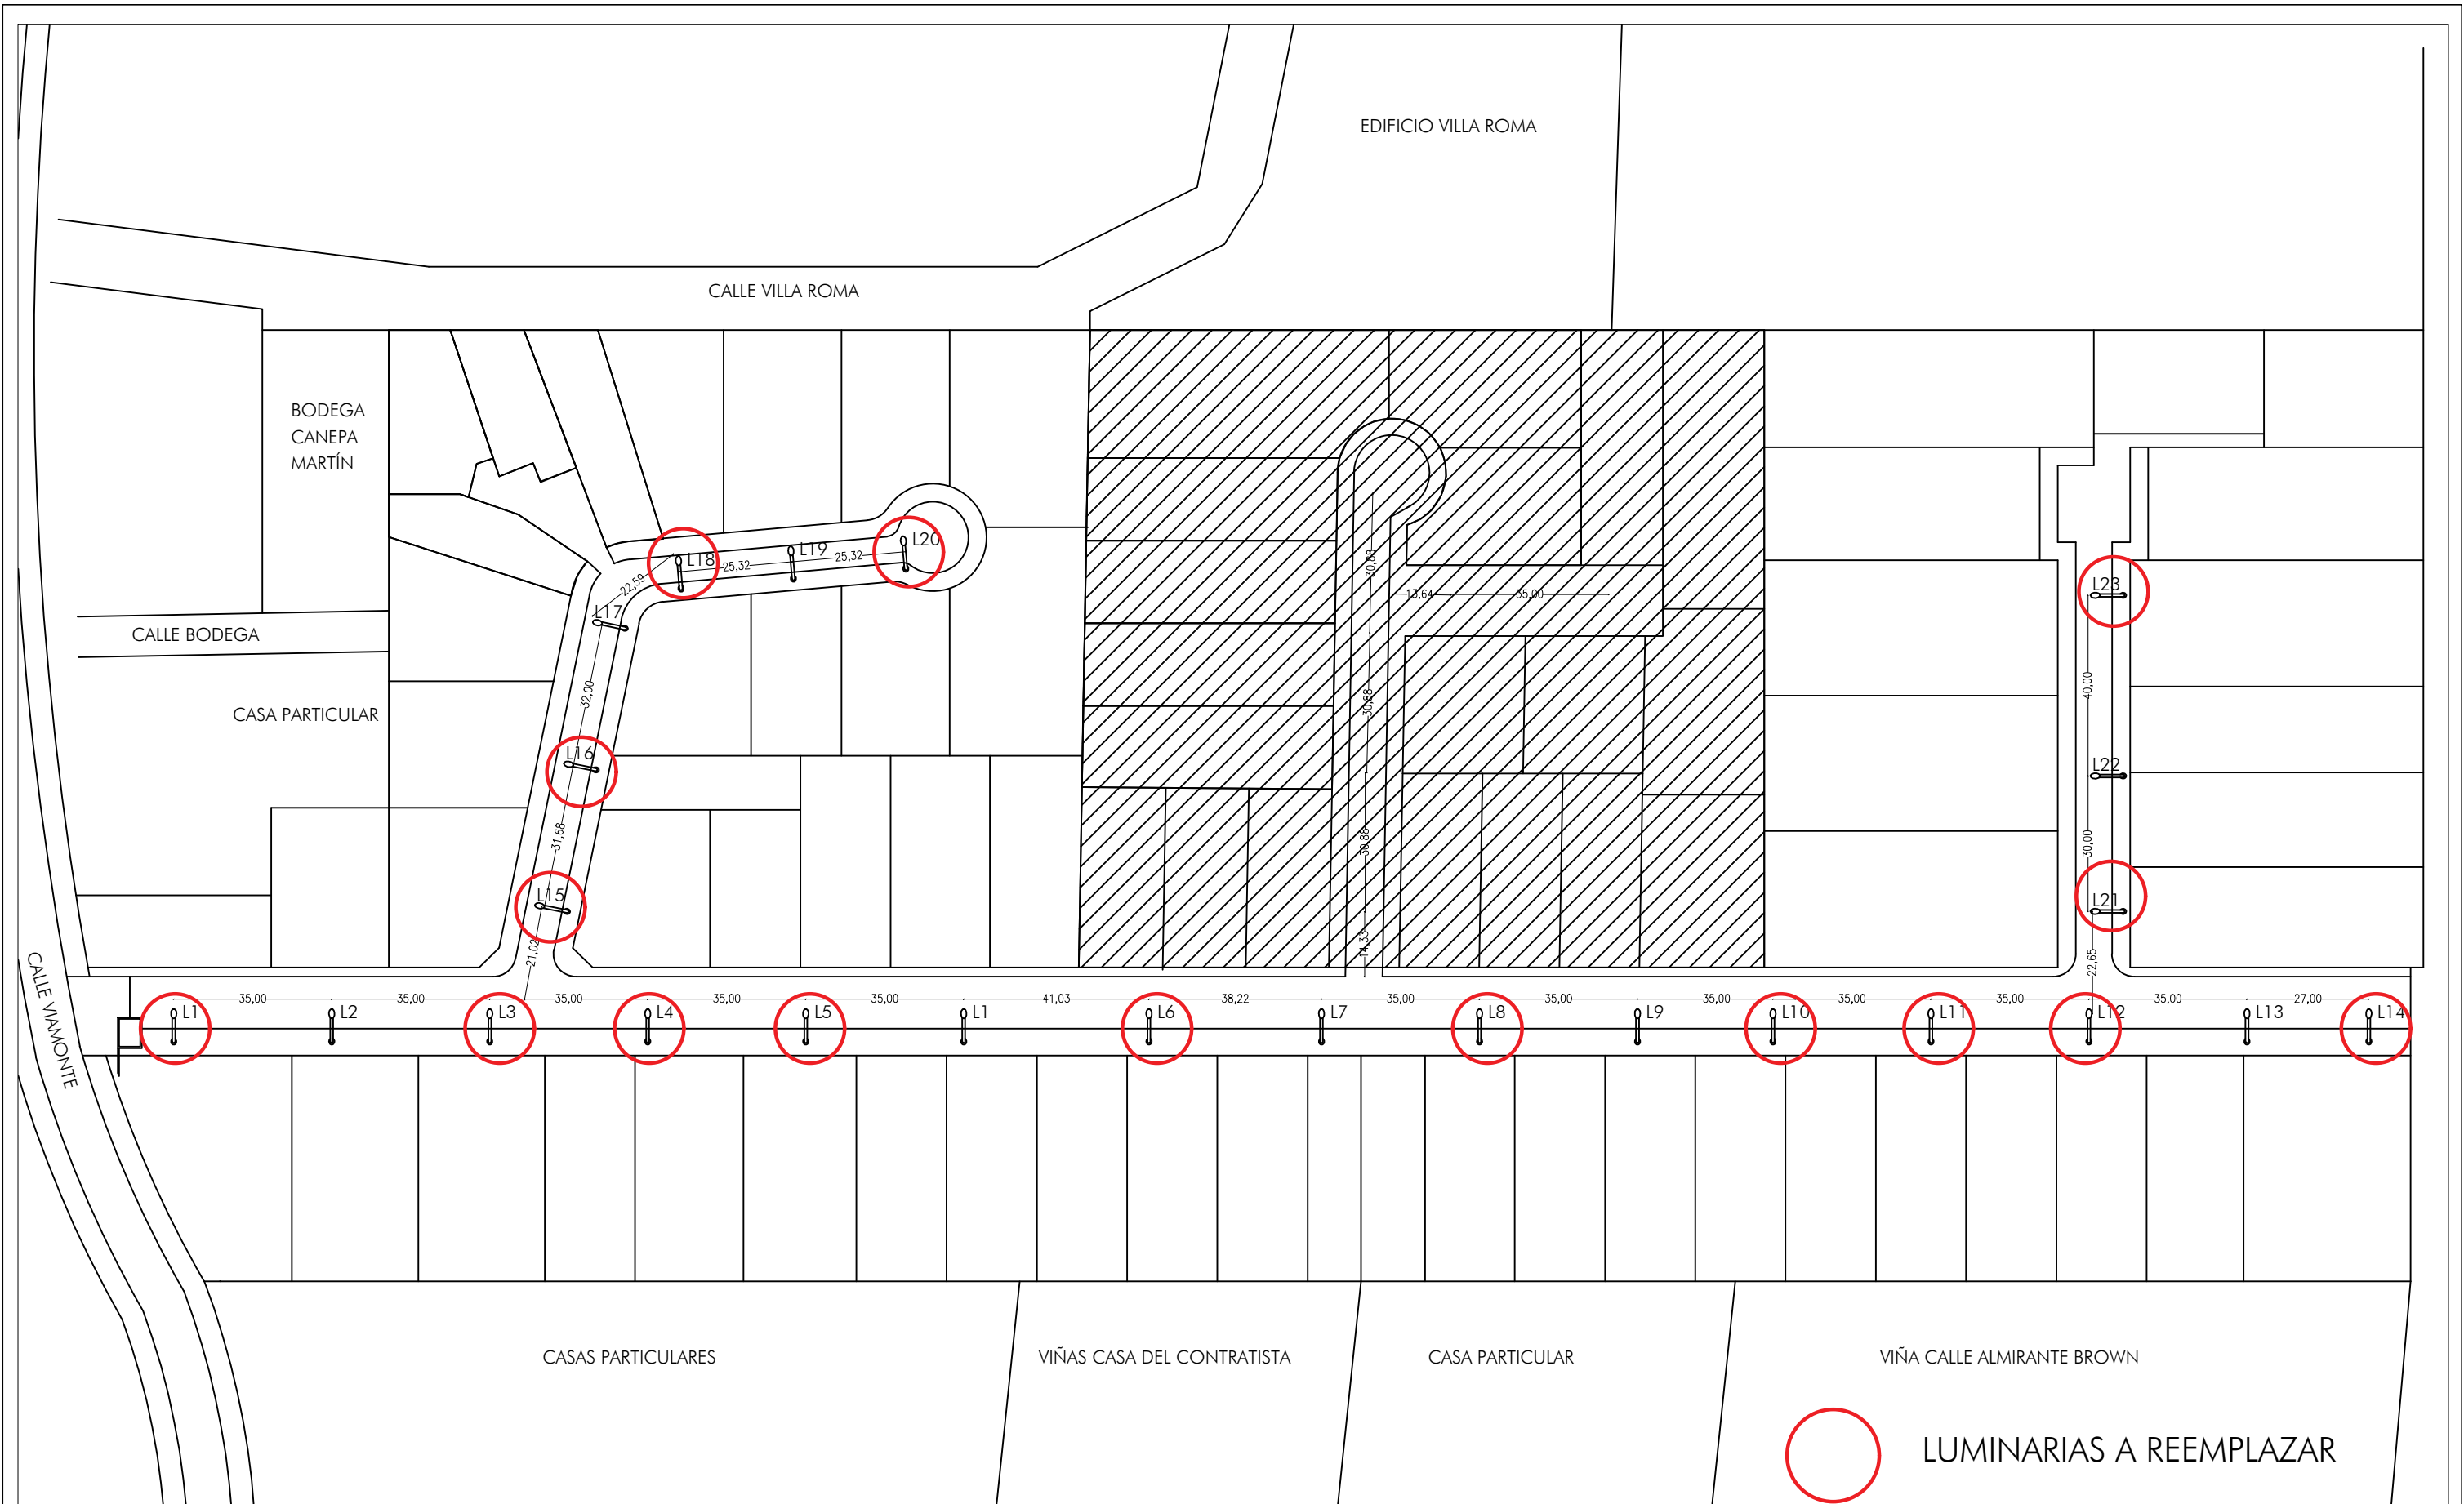 EDIFICIO VILLA ROMA
CALLE VILLA ROMA
BODEGA
CANEPA
MARTÍN
CALLE BODEGA
CASA PARTICULAR
L18
L19
L20
25,32
25,32
22,59
L17
32,00
L16
31,68
L15
21,02
30,88
13,64
35,00
30,88
30,88
14,33
L23
40,00
L22
30,00
L21
22,65
CALLE VIAMONTE
35,00
35,00
35,00
35,00
35,00
41,03
38,22
35,00
35,00
35,00
35,00
35,00
35,00
27,00
L1
L2
L3
L4
L5
L1
L6
L7
L8
L9
L10
L11
L12
L13
L14
CASAS PARTICULARES
VIÑAS CASA DEL CONTRATISTA
CASA PARTICULAR
VIÑA CALLE ALMIRANTE BROWN
LUMINARIAS A REEMPLAZAR